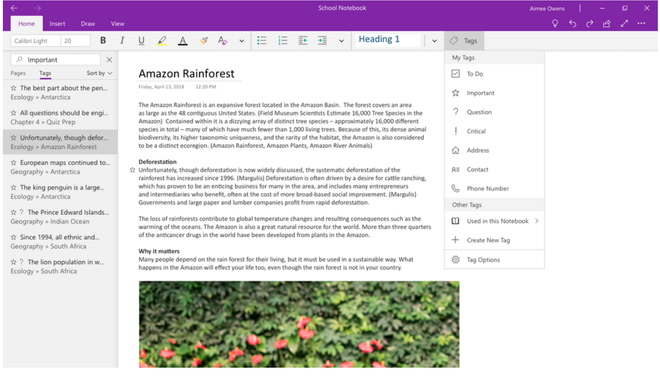 School Notebook
Aimee Owens
Home
Insert
Draw
View
Calibri Light
20
B
I
U
A
A
Heading 1
Tags
Important
Pages
Tags
Sort by
The best part about the pen...
Ecology » Antarctica
All questions should be engi...
Chapter 4 » Quiz Prep
Unfortunately, though defor...
Ecology » Amazon Rainforest
European maps continued to...
Geography » Antarctica
The king penguin is a large...
Ecology » Antarctica
? The Prince Edward Islands...
Geography » Indian Ocean
Since 1994, all ethnic and...
Geography » South Africa
? The lion population in w...
Ecology » South Africa
Amazon Rainforest
Friday, April 13, 2018
12:20 PM
The Amazon Rainforest is an expansive forest located in the Amazon Basin. The forest covers an area
as large as the 48 contiguous United States. (Field Museum Scientists Estimate 16,000 Tree Species in the
Amazon) Contained within it is a dizzying array of distinct tree species – approximately 16,000 different
species in total – many of which have much fewer than 1,000 living trees. Because of this, its dense animal
biodiversity, its higher taxonomic uniqueness, and the rarity of the habitat, the Amazon is also considered
to be a distinct ecoregion. (Amazon Rainforest, Amazon Plants, Amazon River Animals)
Deforestation
Unfortunately, though deforestation is now widely discussed, the systematic deforestation of the
rainforest has increased since 1996. (Margulis) Deforestation is often driven by a desire for cattle ranching,
which has proven to be an enticing business for many in the area, and includes many entrepreneurs
and intermediaries who benefit, often at the cost of more broad-based social improvement. (Margulis)
Governments and large paper and lumber companies profit from rapid deforestation.
The loss of rainforests contribute to global temperature changes and resulting consequences such as the
warming of the oceans. The Amazon is also a great natural resource for the world. More than three quarters
of the anticancer drugs in the world have been developed from plants in the Amazon.
Why it matters
Many people depend on the rain forest for their living, but it must be used in a sustainable way. What
happens in the Amazon will effect your life too, even though the rain forest is not in your country.
My Tags
To Do
Important
? Question
! Critical
Address
Contact
Phone Number
Other Tags
Used in this Notebook
Create New Tag
Tag Options